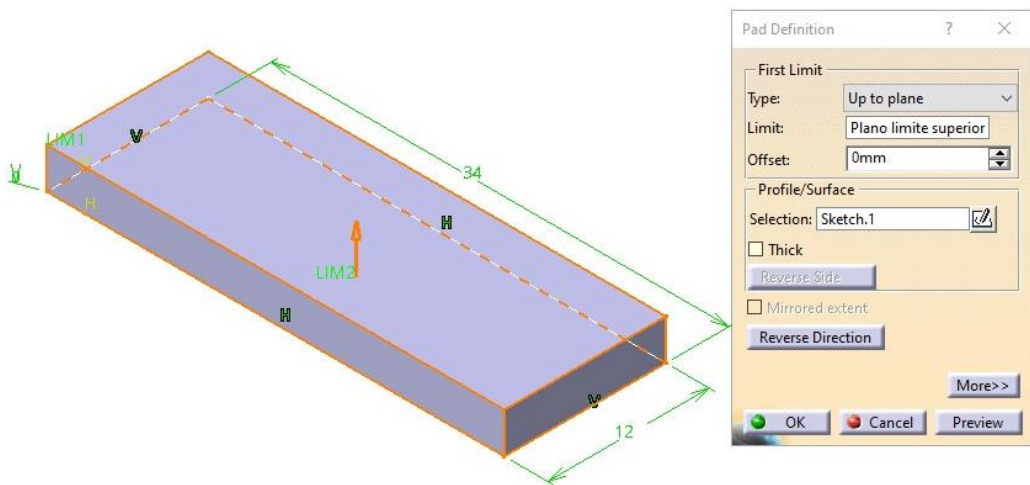 LIM1
V
34
V
0
H
H
LIM2
H
V
12
Pad Definition ?
First Limit
Type: Up to plane
Limit: Plano limite superior
Offset: 0mm
Profile/Surface
Selection: Sketch.1
Thick
Reverse Side
Mirrored extent
Reverse Direction
More>>
OK Cancel Preview